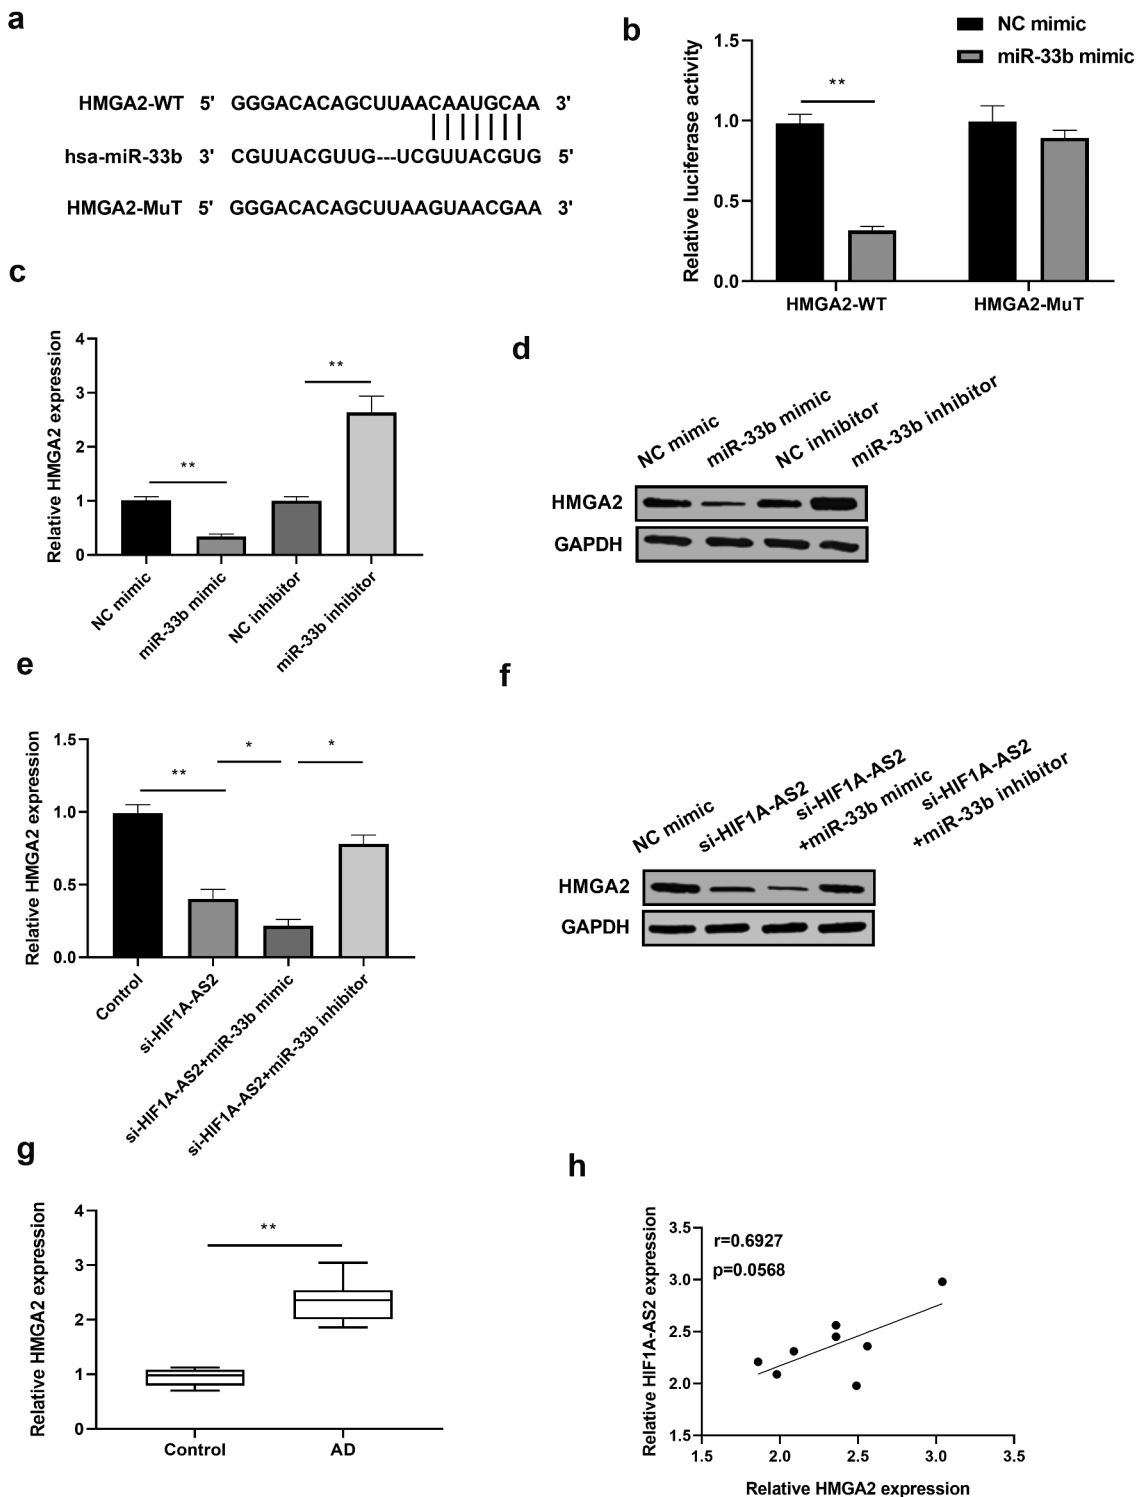 a
HMGA2-WT 5' GGGACACAGCUUAACAAUGCAA 3'
hsa-miR-33b 3' CGUUACGUUG---UCGUUACGUG 5'
HMGA2-MuT 5' GGGACACAGCUUAAGUAACGAA 3'
b
NC mimic
miR-33b mimic
Relative luciferase activity
1.5
1.0
0.5
0.0
**
HMGA2-WT
HMGA2-MuT
c
Relative HMGA2 expression
4
3
2
1
0
**
**
NC mimic
miR-33b mimic
NC inhibitor
miR-33b inhibitor
d
NC mimic
miR-33b mimic
NC inhibitor
miR-33b inhibitor
HMGA2
GAPDH
e
Relative HMGA2 expression
1.5
1.0
0.5
0.0
**
*
*
Control
si-HIF1A-AS2
si-HIF1A-AS2+miR-33b mimic
si-HIF1A-AS2+miR-33b inhibitor
f
NC mimic
si-HIF1A-AS2
si-HIF1A-AS2
+miR-33b mimic
si-HIF1A-AS2
+miR-33b inhibitor
HMGA2
GAPDH
g
Relative HMGA2 expression
4
3
2
1
0
**
Control
AD
h
Relative HIF1A-AS2 expression
3.5
3.0
2.5
2.0
1.5
r=0.6927
p=0.0568
1.5
2.0
2.5
3.0
3.5
Relative HMGA2 expression